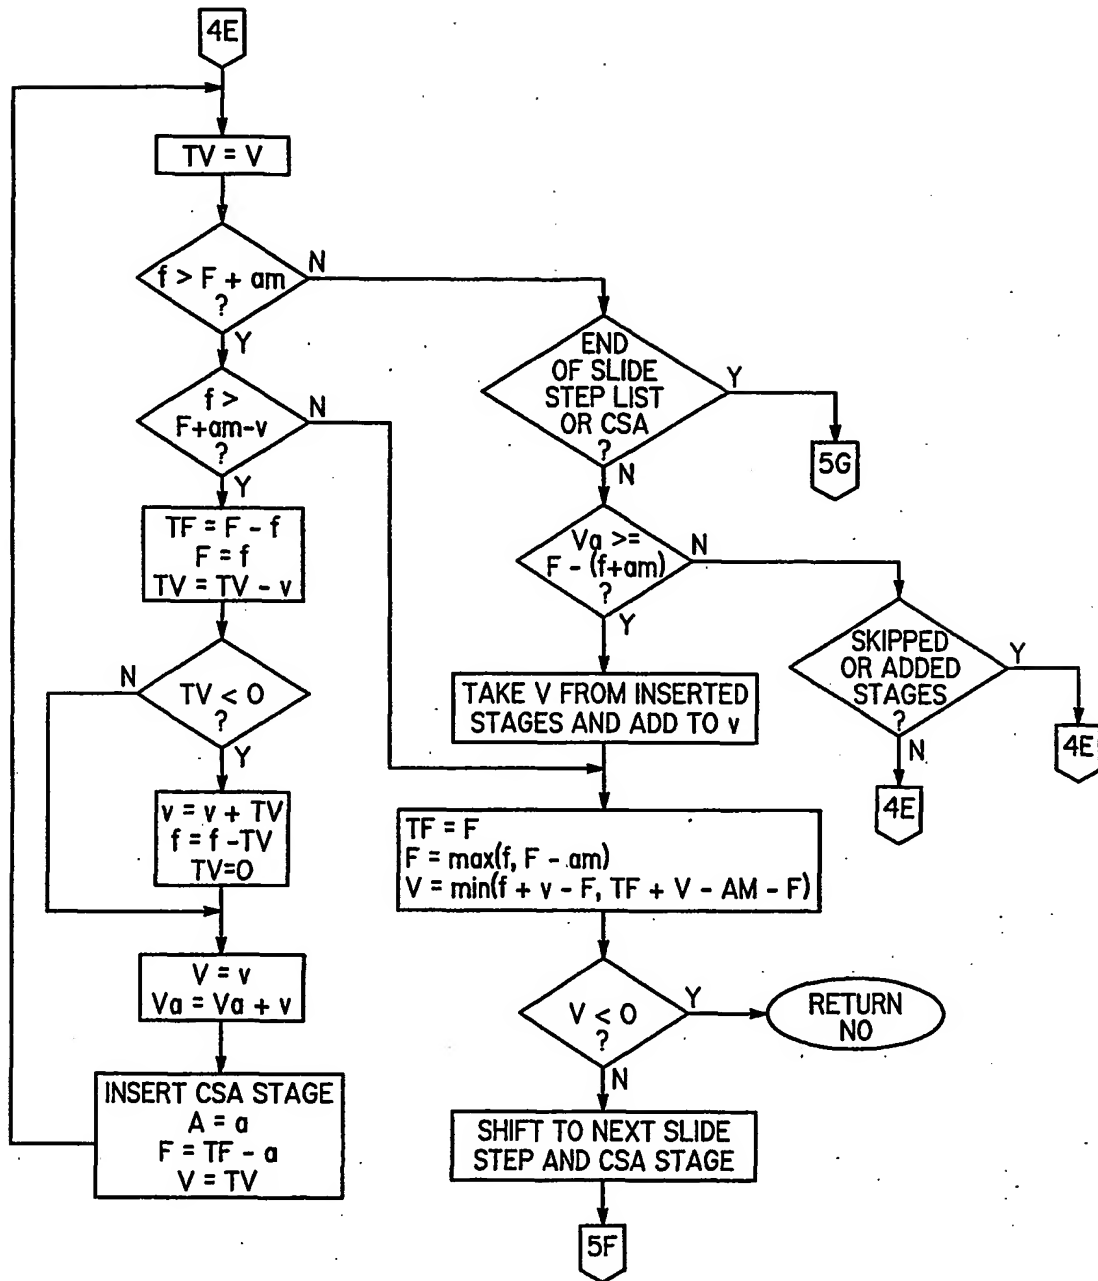 4E
TV = V
f > F + am
?
N
Y
f >
F+am-v
?
N
Y
TF = F - f
F = f
TV = TV - v
TV < 0
?
N
Y
v = v + TV
f = f -TV
TV=0
V = v
Va = Va + v
INSERT CSA STAGE
A = a
F = TF - a
V = TV
END
OF SLIDE
STEP LIST
OR CSA
?
Y
N
5G
Va >=
F - (f+am)
?
N
Y
SKIPPED
OR ADDED
STAGES
?
Y
N
4E
4E
TAKE V FROM INSERTED
STAGES AND ADD TO v
TF = F
F = max(f, F - am)
V = min(f + v - F, TF + V - AM - F)
V < 0
?
Y
N
RETURN
NO
SHIFT TO NEXT SLIDE
STEP AND CSA STAGE
5F